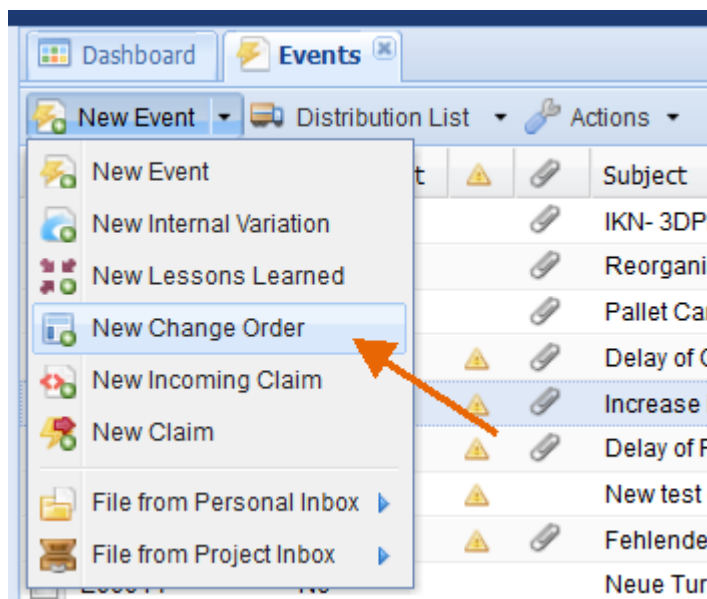 Dashboard Events
New Event Distribution List Actions
Subject
New Event
New Internal Variation
New Lessons Learned
New Change Order
New Incoming Claim
New Claim
File from Personal Inbox
File from Project Inbox
IKN- 3DP
Reorgani
Pallet Ca
Delay of
Increase
Delay of
New test
Fehlende
Neue Tur